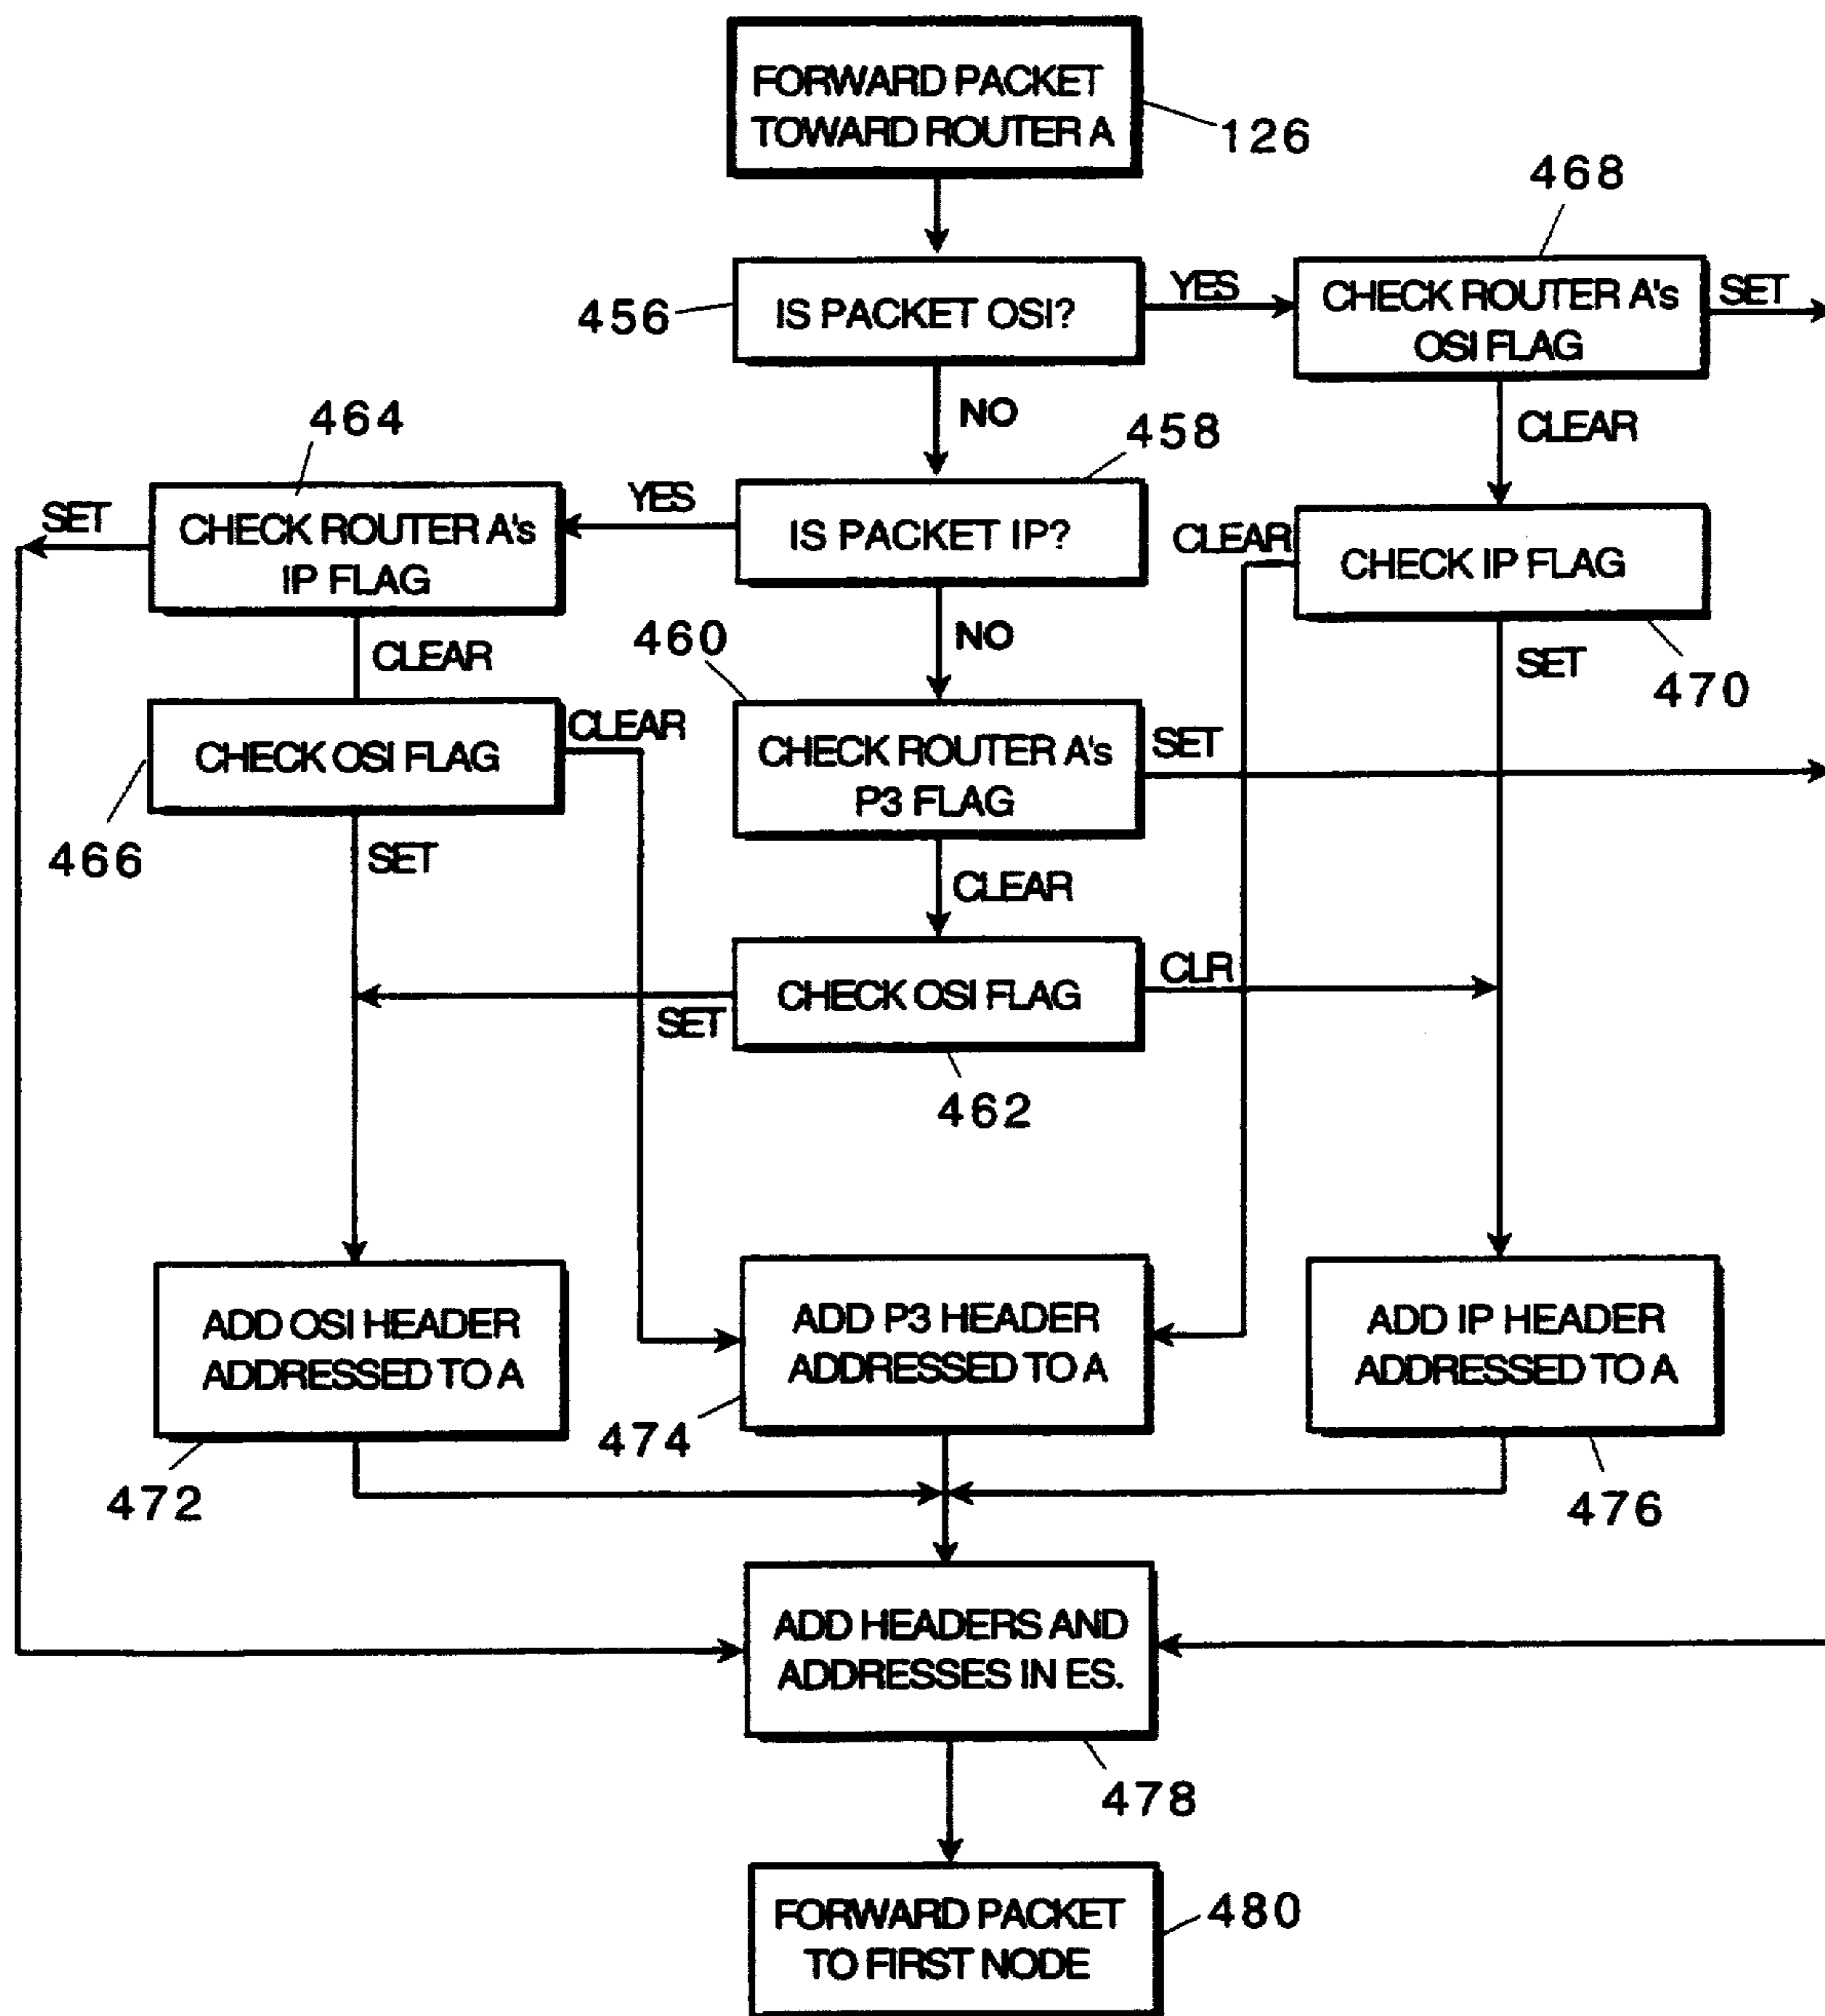 FORWARD PACKET
TOWARD ROUTER A
126
468
456
IS PACKET OSI?
YES
CHECK ROUTER A's
OSI FLAG
SET
NO
CLEAR
464
458
SET
CHECK ROUTER A's
IP FLAG
YES
IS PACKET IP?
CLEAR
CHECK IP FLAG
CLEAR
460
NO
SET
470
CHECK OSI FLAG
CLEAR
CHECK ROUTER A's
P3 FLAG
SET
466
SET
CLEAR
CHECK OSI FLAG
CLR
SET
462
ADD OSI HEADER
ADDRESSED TO A
ADD P3 HEADER
ADDRESSED TO A
ADD IP HEADER
ADDRESSED TO A
472
474
476
ADD HEADERS AND
ADDRESSES IN ES.
478
FORWARD PACKET
TO FIRST NODE
480